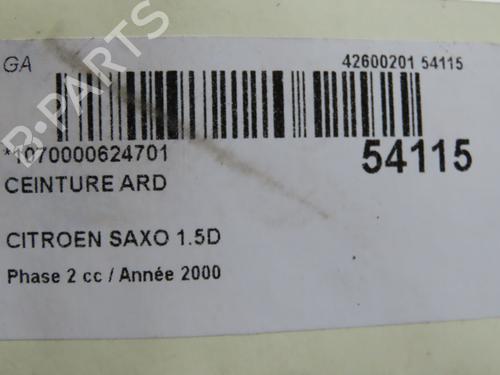 GA
42600201 54115
*1070000624701
54115
CEINTURE ARD
CITROEN SAXO 1.5D
Phase 2 cc / Année 2000
B-PARTS